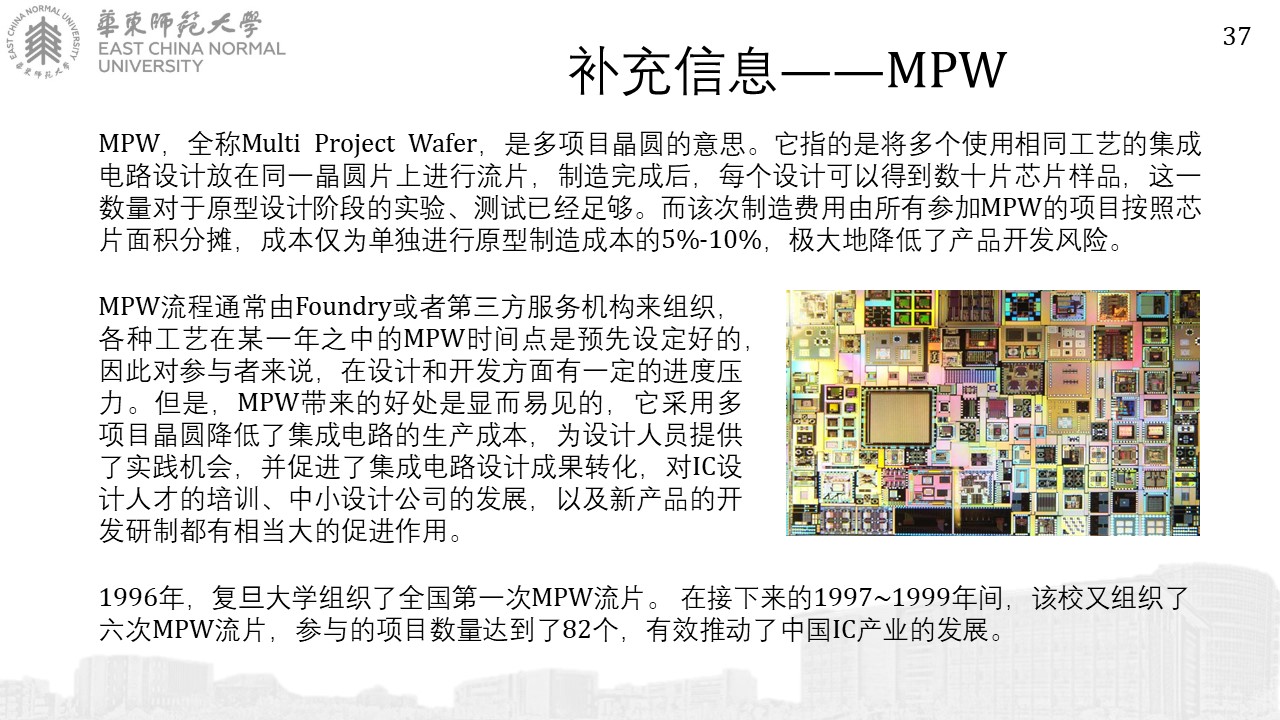 EAST CHINA NORMAL UNIVERSITY
華東師範大學
華東師範大學
EAST CHINA NORMAL
UNIVERSITY
37
补充信息——MPW
MPW，全称Multi Project Wafer，是多项目晶圆的意思。它指的是将多个使用相同工艺的集成
电路设计放在同一晶圆片上进行流片，制造完成后，每个设计可以得到数十片芯片样品，这一
数量对于原型设计阶段的实验、测试已经足够。而该次制造费用由所有参加MPW的项目按照芯
片面积分摊，成本仅为单独进行原型制造成本的5%-10%，极大地降低了产品开发风险。
MPW流程通常由Foundry或者第三方服务机构来组织，
各种工艺在某一年之中的MPW时间点是预先设定好的，
因此对参与者来说，在设计和开发方面有一定的进度压
力。但是，MPW带来的好处是显而易见的，它采用多
项目晶圆降低了集成电路的生产成本，为设计人员提供
了实践机会，并促进了集成电路设计成果转化，对IC设
计人才的培训、中小设计公司的发展，以及新产品的开
发研制都有相当大的促进作用。
1996年，复旦大学组织了全国第一次MPW流片。 在接下来的1997~1999年间，该校又组织了
六次MPW流片，参与的项目数量达到了82个，有效推动了中国IC产业的发展。